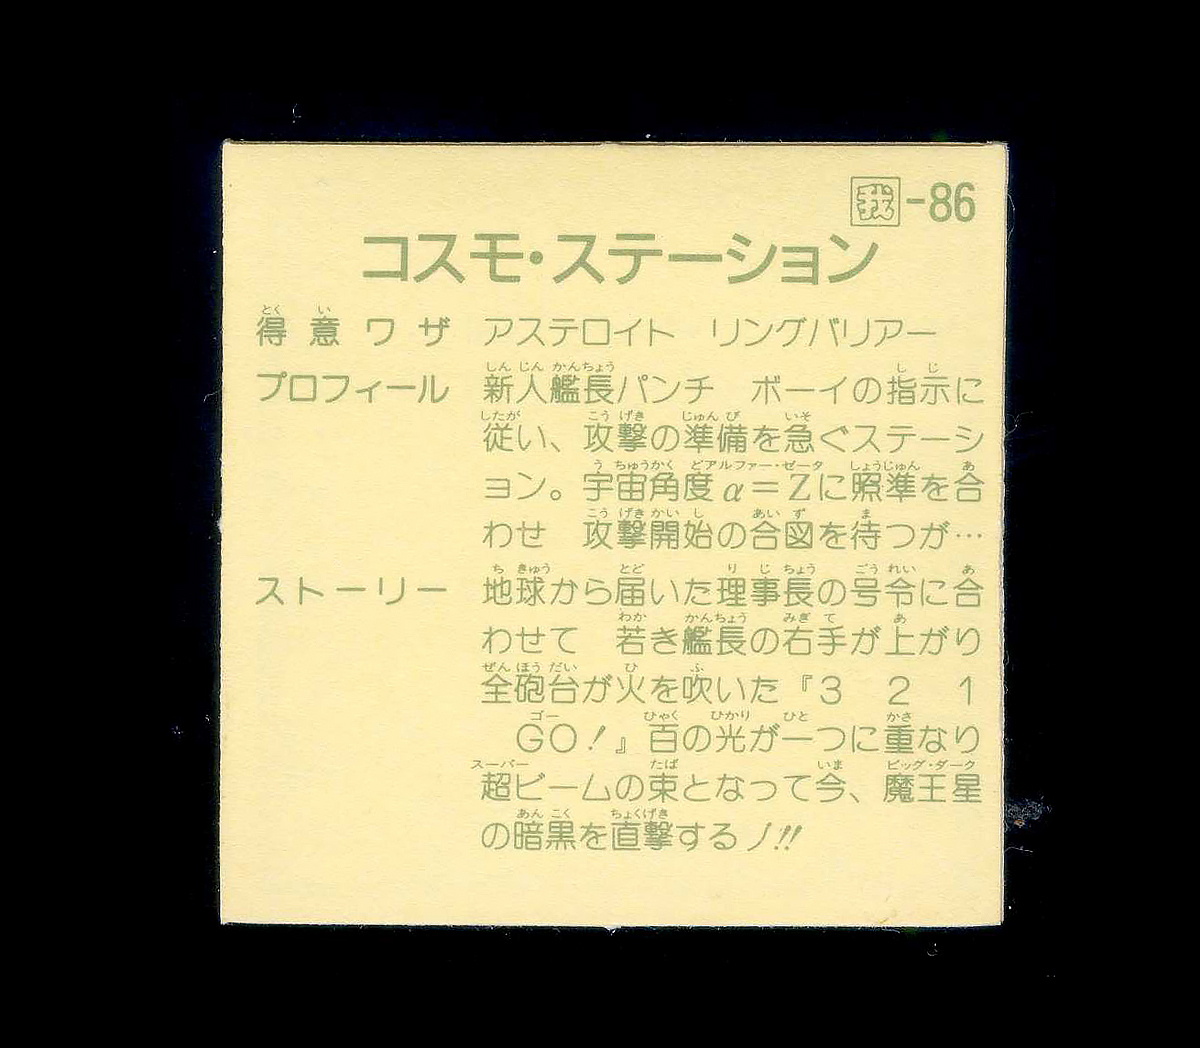 我-86
コスモ・ステーション
得意ワザ アステロイト リングバリアー
プロフィール 新人艦長パンチ ボーイの指示に
従い、攻撃の準備を急ぐステーシ
ョン。宇宙角度α=Zに照準を合
わせ 攻撃開始の合図を待つが…
ストーリー 地球から届いた理事長の号令に合
わせて 若き艦長の右手が上がり
全砲台が火を吹いた『3 2 1
GO!』百の光が一つに重なり
超ビームの束となって今、魔王星
の暗黒を直撃するノ!!